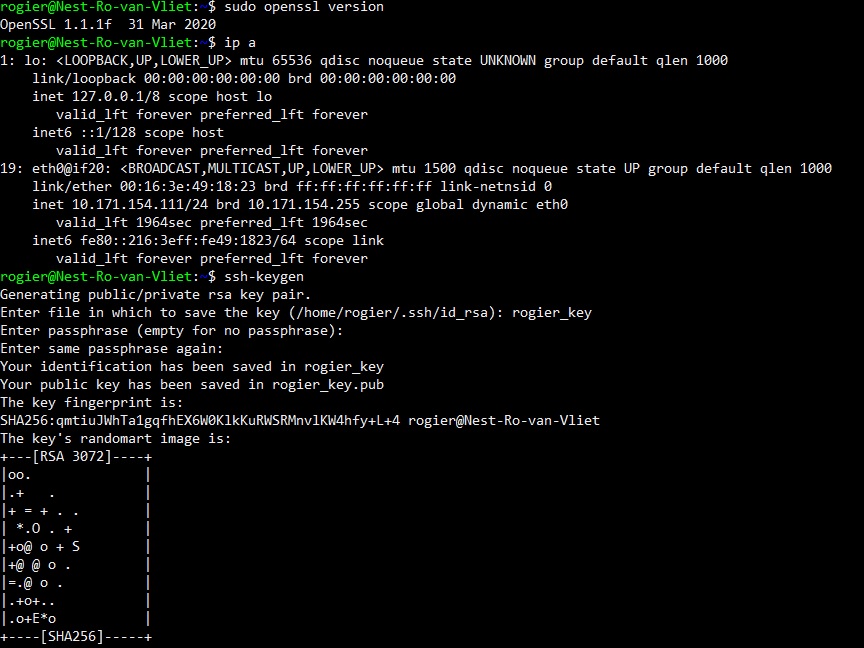 rogier@Nest-Ro-van-Vliet:~$ sudo openssl version
OpenSSL 1.1.1f  31 Mar 2020
rogier@Nest-Ro-van-Vliet:~$ ip a
1: lo: <LOOPBACK,UP,LOWER_UP> mtu 65536 qdisc noqueue state UNKNOWN group default qlen 1000
    link/loopback 00:00:00:00:00:00 brd 00:00:00:00:00:00
    inet 127.0.0.1/8 scope host lo
       valid_lft forever preferred_lft forever
    inet6 ::1/128 scope host
       valid_lft forever preferred_lft forever
19: eth0@if20: <BROADCAST,MULTICAST,UP,LOWER_UP> mtu 1500 qdisc noqueue state UP group default qlen 1000
    link/ether 00:16:3e:49:18:23 brd ff:ff:ff:ff:ff:ff link-netnsid 0
    inet 10.171.154.111/24 brd 10.171.154.255 scope global dynamic eth0
       valid_lft 1964sec preferred_lft 1964sec
    inet6 fe80::216:3eff:fe49:1823/64 scope link
       valid_lft forever preferred_lft forever
rogier@Nest-Ro-van-Vliet:~$ ssh-keygen
Generating public/private rsa key pair.
Enter file in which to save the key (/home/rogier/.ssh/id_rsa): rogier_key
Enter passphrase (empty for no passphrase):
Enter same passphrase again:
Your identification has been saved in rogier_key
Your public key has been saved in rogier_key.pub
The key fingerprint is:
SHA256:qmtiuJWhTa1gqfhEX6W0KlkKuRWSRMnvlKW4hfy+L+4 rogier@Nest-Ro-van-Vliet
The key's randomart image is:
+---[RSA 3072]----+
|oo.              |
|.+   .           |
|+ = + . .        |
| *.O . +         |
|+o@ o + S        |
|+@ @ o .         |
|=.@ o .          |
|.+o+..           |
|.o+E*o           |
+----[SHA256]-----+